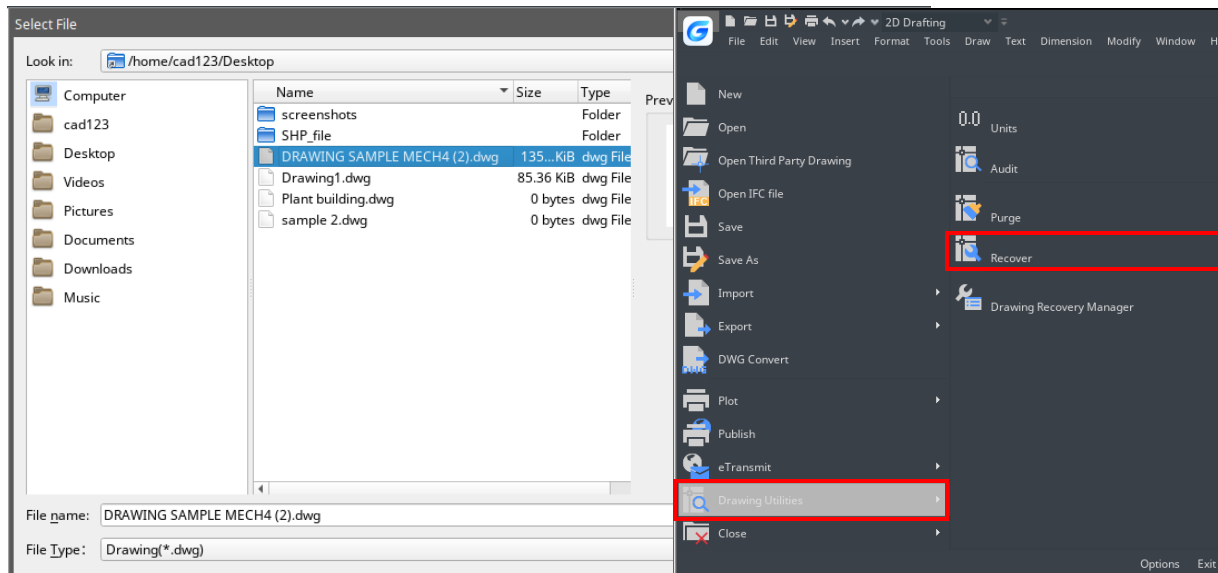 Select File
Look in: /home/cad123/Desktop
Computer
cad123
Desktop
Videos
Pictures
Documents
Downloads
Music
Name Size Type
screenshots Folder
SHP_file Folder
DRAWING SAMPLE MECH4 (2).dwg 135...KiB dwg File
Drawing1.dwg 85.36 KiB dwg File
Plant building.dwg 0 bytes dwg File
sample 2.dwg 0 bytes dwg File
Prev
File name: DRAWING SAMPLE MECH4 (2).dwg
File Type: Drawing(*.dwg)
G
2D Drafting
File Edit View Insert Format Tools Draw Text Dimension Modify Window H
New
Open
Open Third Party Drawing
IFC
Open IFC file
Save
Save As
Import
Export
DWG
DWG Convert
Plot
Publish
eTransmit
Drawing Utilities
Close
0.0 Units
Audit
Purge
Recover
Drawing Recovery Manager
Options Exit